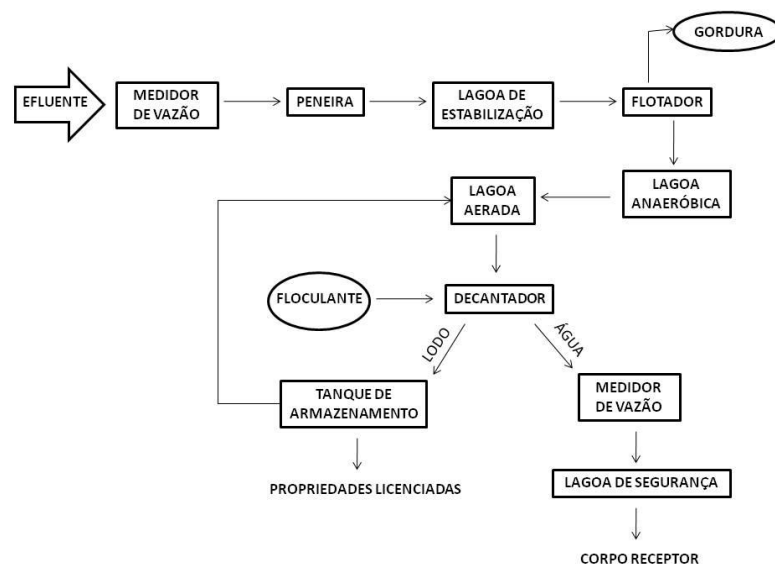 GORDURA
EFLUENTE
MEDIDOR
DE VAZÃO
PENEIRA
LAGOA DE
ESTABILIZAÇÃO
FLOTADOR
LAGOA
AERADA
LAGOA
ANAERÓBICA
FLOCULANTE
DECANTADOR
LODO
ÁGUA
TANQUE DE
ARMAZENAMENTO
MEDIDOR
DE VAZÃO
PROPRIEDADES LICENCIADAS
LAGOA DE SEGURANÇA
CORPO RECEPTOR